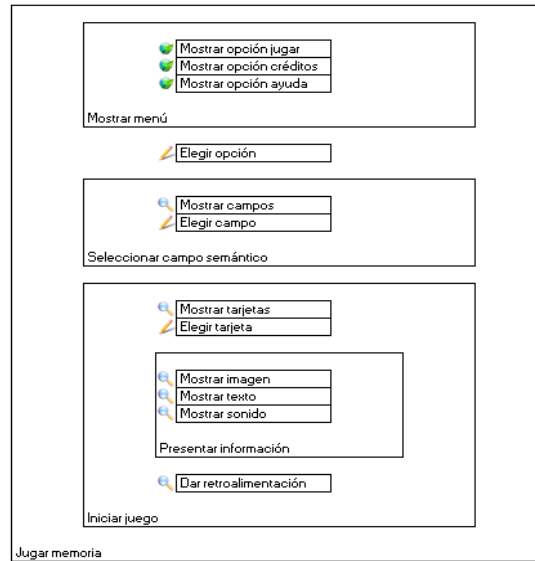 Mostrar opción jugar
Mostrar opción créditos
Mostrar opción ayuda
Mostrar menú
Elegir opción
Mostrar campos
Elegir campo
Seleccionar campo semántico
Mostrar tarjetas
Elegir tarjeta
Mostrar imagen
Mostrar texto
Mostrar sonido
Presentar información
Dar retroalimentación
Iniciar juego
Jugar memoria